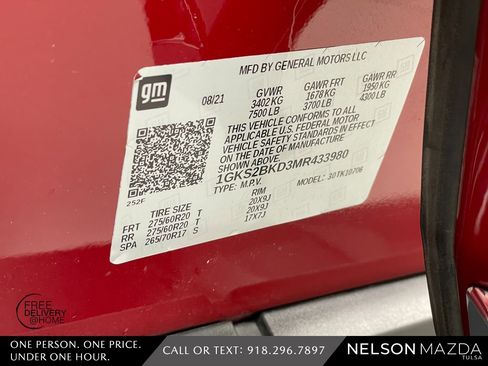 MFD BY GENERAL MOTORS LLC
gm
08/21
GVWR
3402 KG
7500 LB
GAWR FRT
1678 KG
3700 LB
GAWR RR
1950 KG
4300 LB
THIS VEHICLE CONFORMS TO ALL
APPLICABLE U.S. FEDERAL MOTOR
VEHICLE SAFETY STANDARDS IN EFFECT
ON THE DATE OF MANUFACTURE
SHOWN ABOVE.
1GKS2BKD3MR433980
TYPE: M.P.V. MODEL: 30TK10706
252F
TIRE SIZE RIM
FRT 275/60R20 T 20X9J
RR 275/60R20 T 20X9J
SPA 265/70R17 S 17X7J
FREE
DELIVERY
@HOME
ONE PERSON. ONE PRICE.
UNDER ONE HOUR.
CALL OR TEXT: 918.296.7897
NELSON MAZDA
TULSA